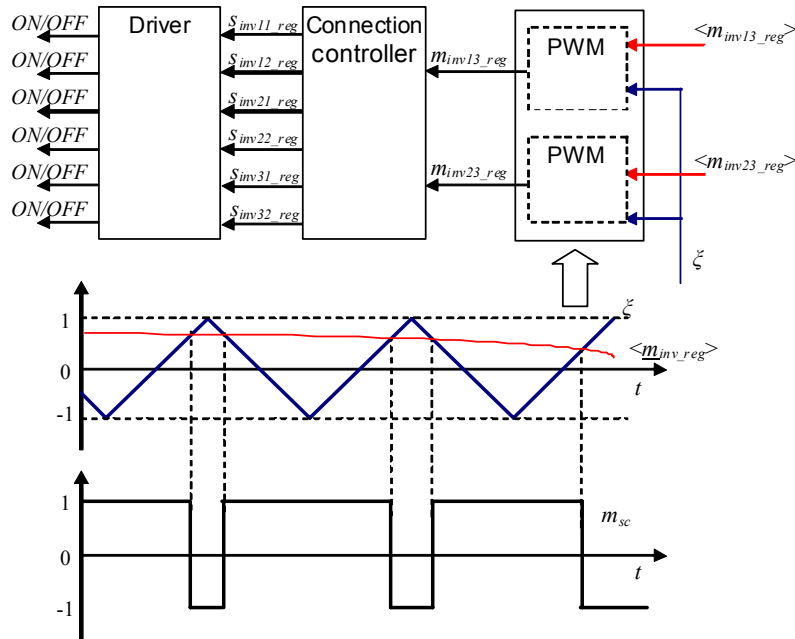 ON/OFF
ON/OFF
ON/OFF
ON/OFF
ON/OFF
ON/OFF
Driver
s_inv11_reg
s_inv12_reg
s_inv21_reg
s_inv22_reg
s_inv31_reg
s_inv32_reg
Connection
controller
m_inv13_reg
m_inv23_reg
PWM
PWM
<m_inv13_reg>
<m_inv23_reg>
ξ
1
0
-1
ξ
<m_inv_reg>
t
1
0
-1
m_sc
t